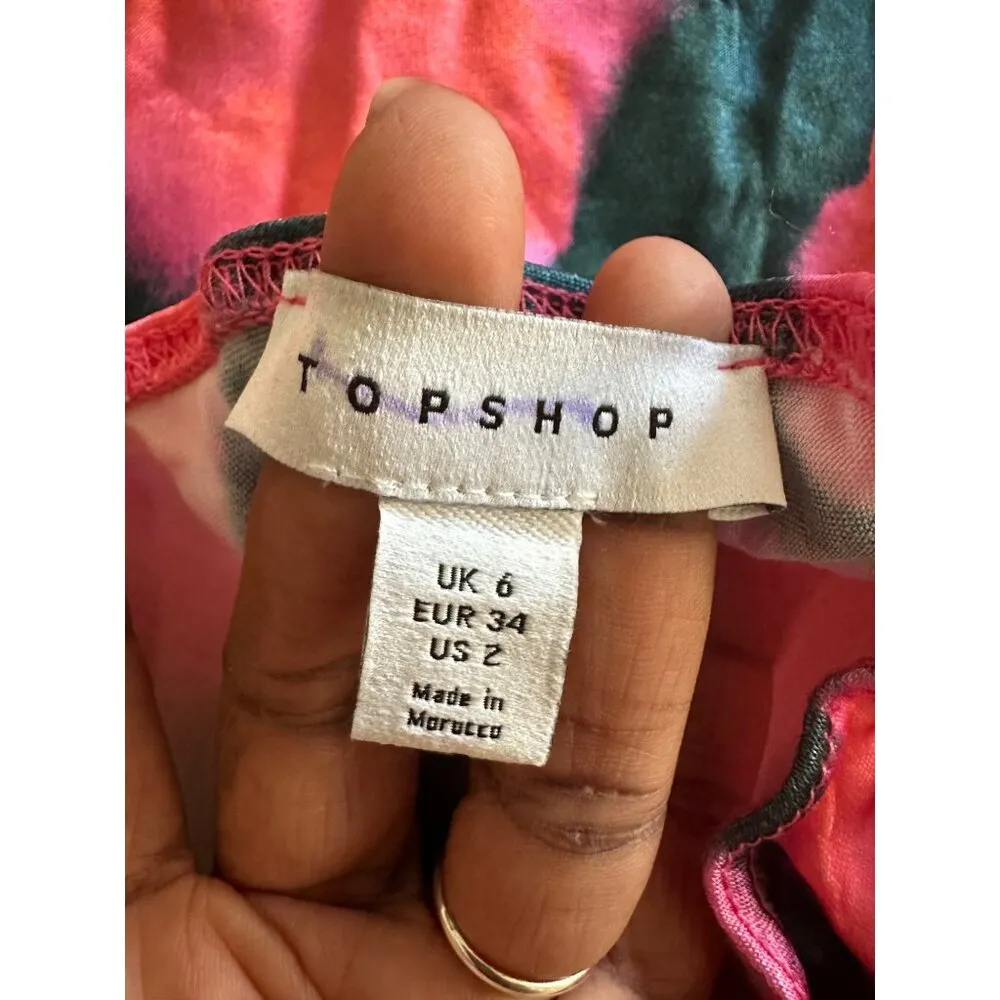 TOPSHOP
UK 6
EUR 34
US 2
Made in
Morocco